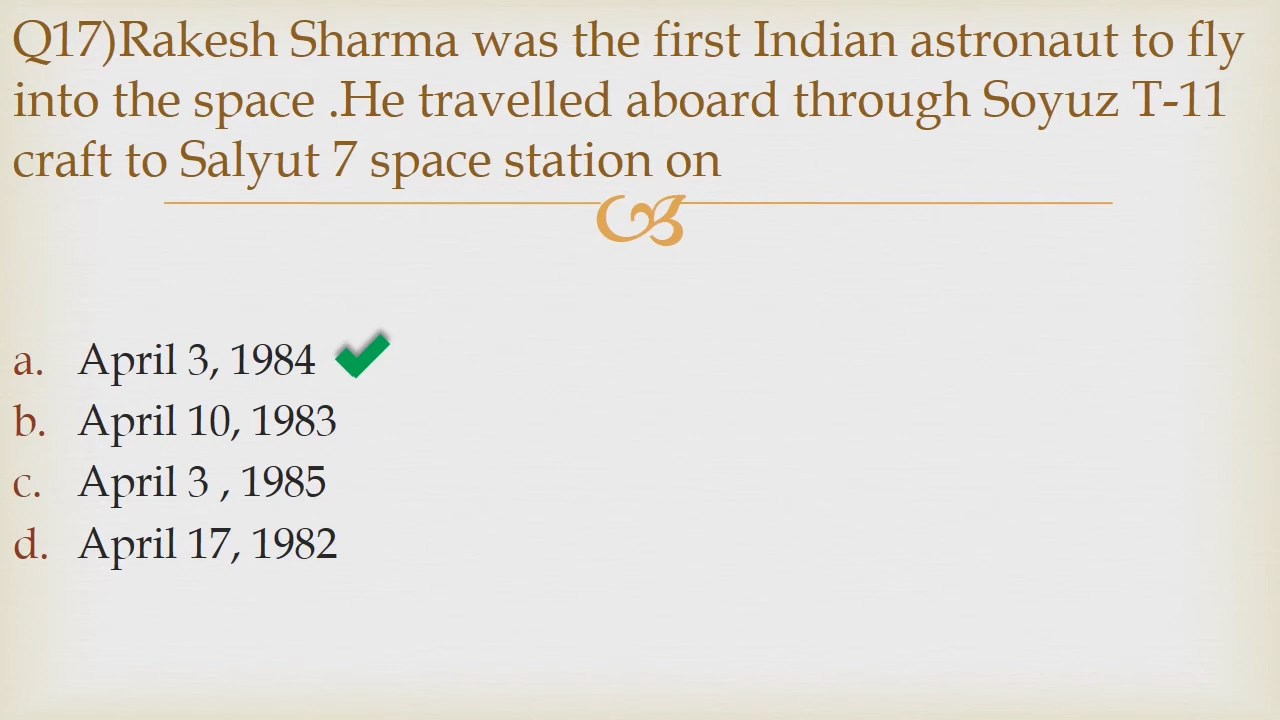 Q17)Rakesh Sharma was the first Indian astronaut to fly
into the space .He travelled aboard through Soyuz T-11
craft to Salyut 7 space station on
a. April 3, 1984
b. April 10, 1983
c. April 3 , 1985
d. April 17, 1982